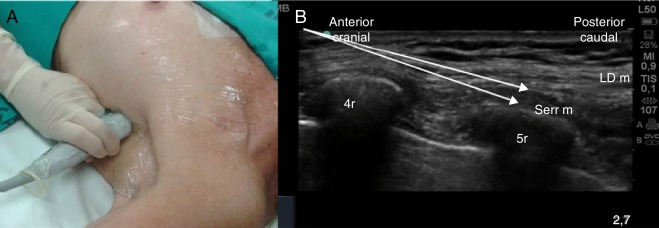 A
B
MB
Anterior
cranial
Posterior
caudal
L50
28%
MI
0,9
TIS
0,1
107
A
B
LD m
Serr m
4r
5r
2,7